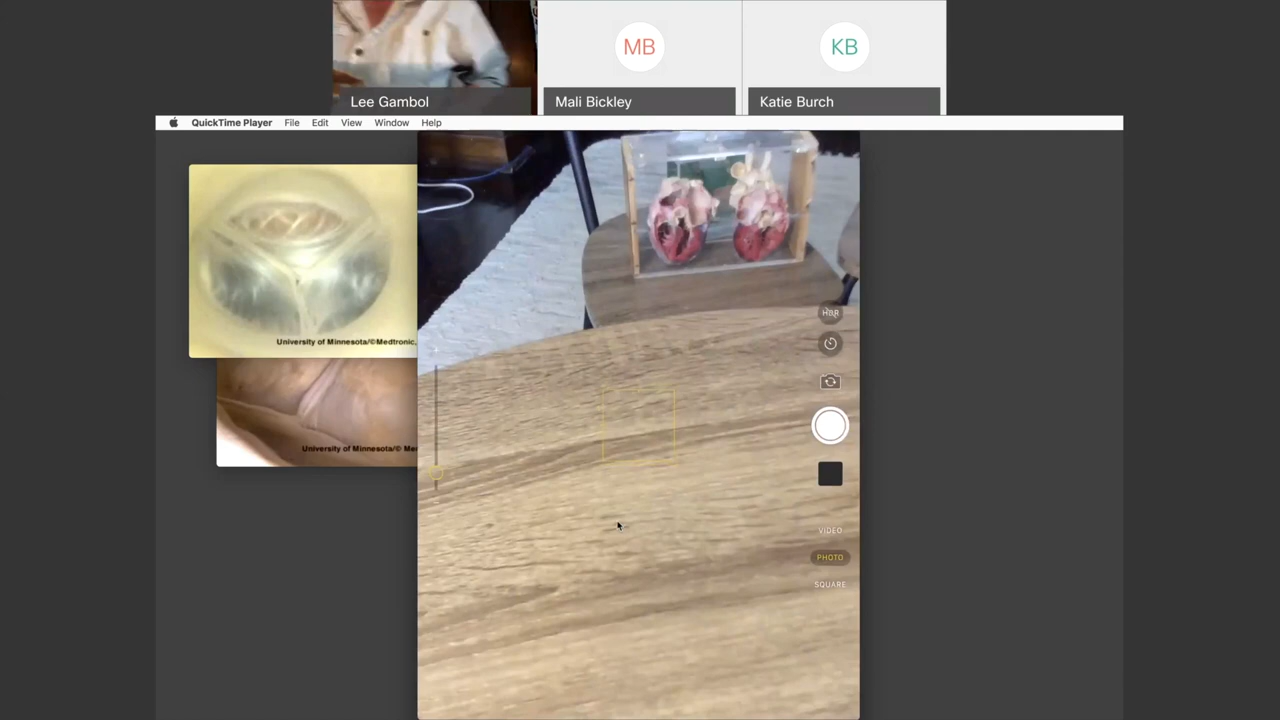 MB
KB
Lee Gambol
Mali Bickley
Katie Burch
QuickTime Player File Edit View Window Help
University of Minnesota/©Medtronic,
University of Minnesota/© Me
HDR
VIDEO
PHOTO
SQUARE